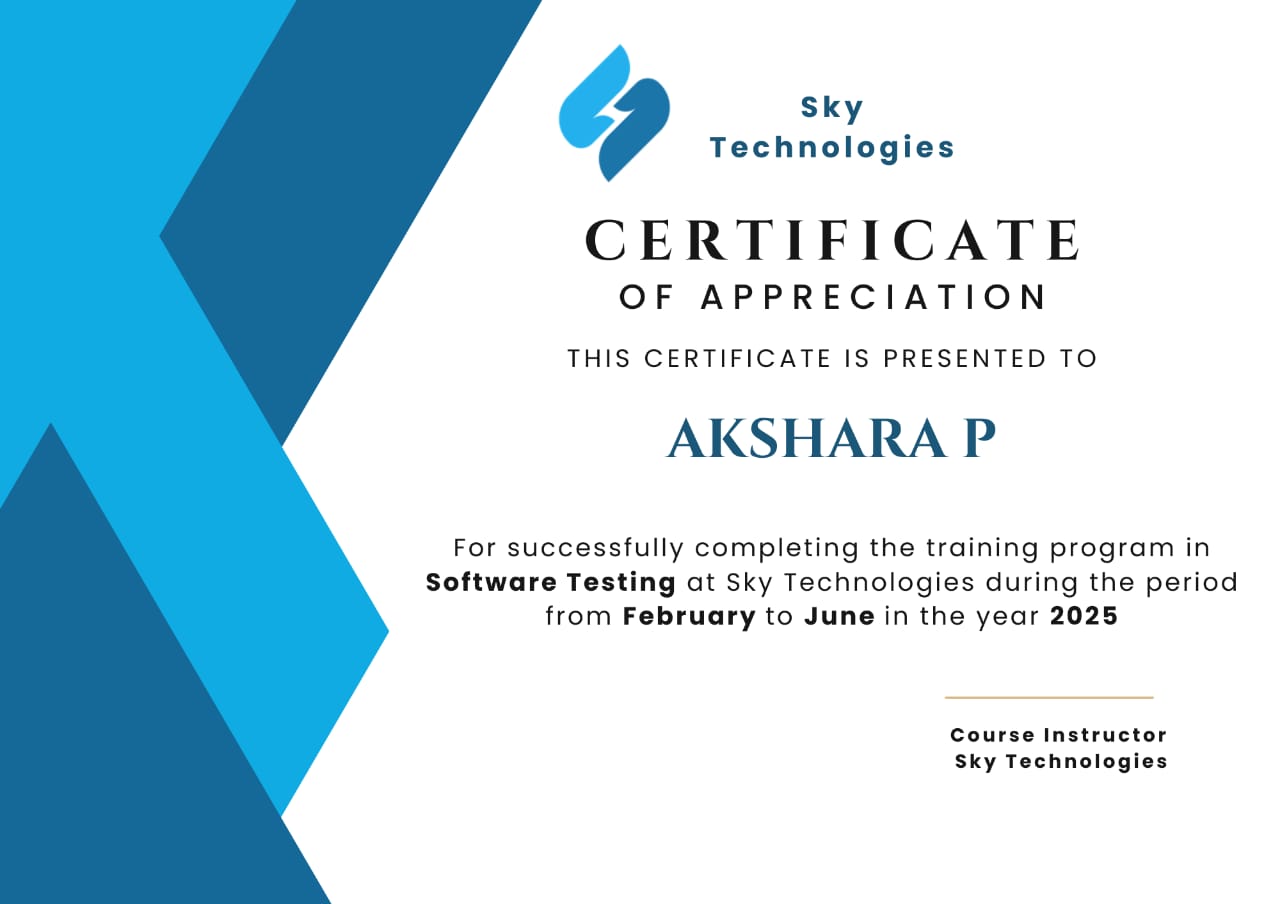 Sky
Technologies
CERTIFICATE
OF APPRECIATION
THIS CERTIFICATE IS PRESENTED TO
AKSHARA P
For successfully completing the training program in
Software Testing at Sky Technologies during the period
from February to June in the year 2025
Course Instructor
Sky Technologies